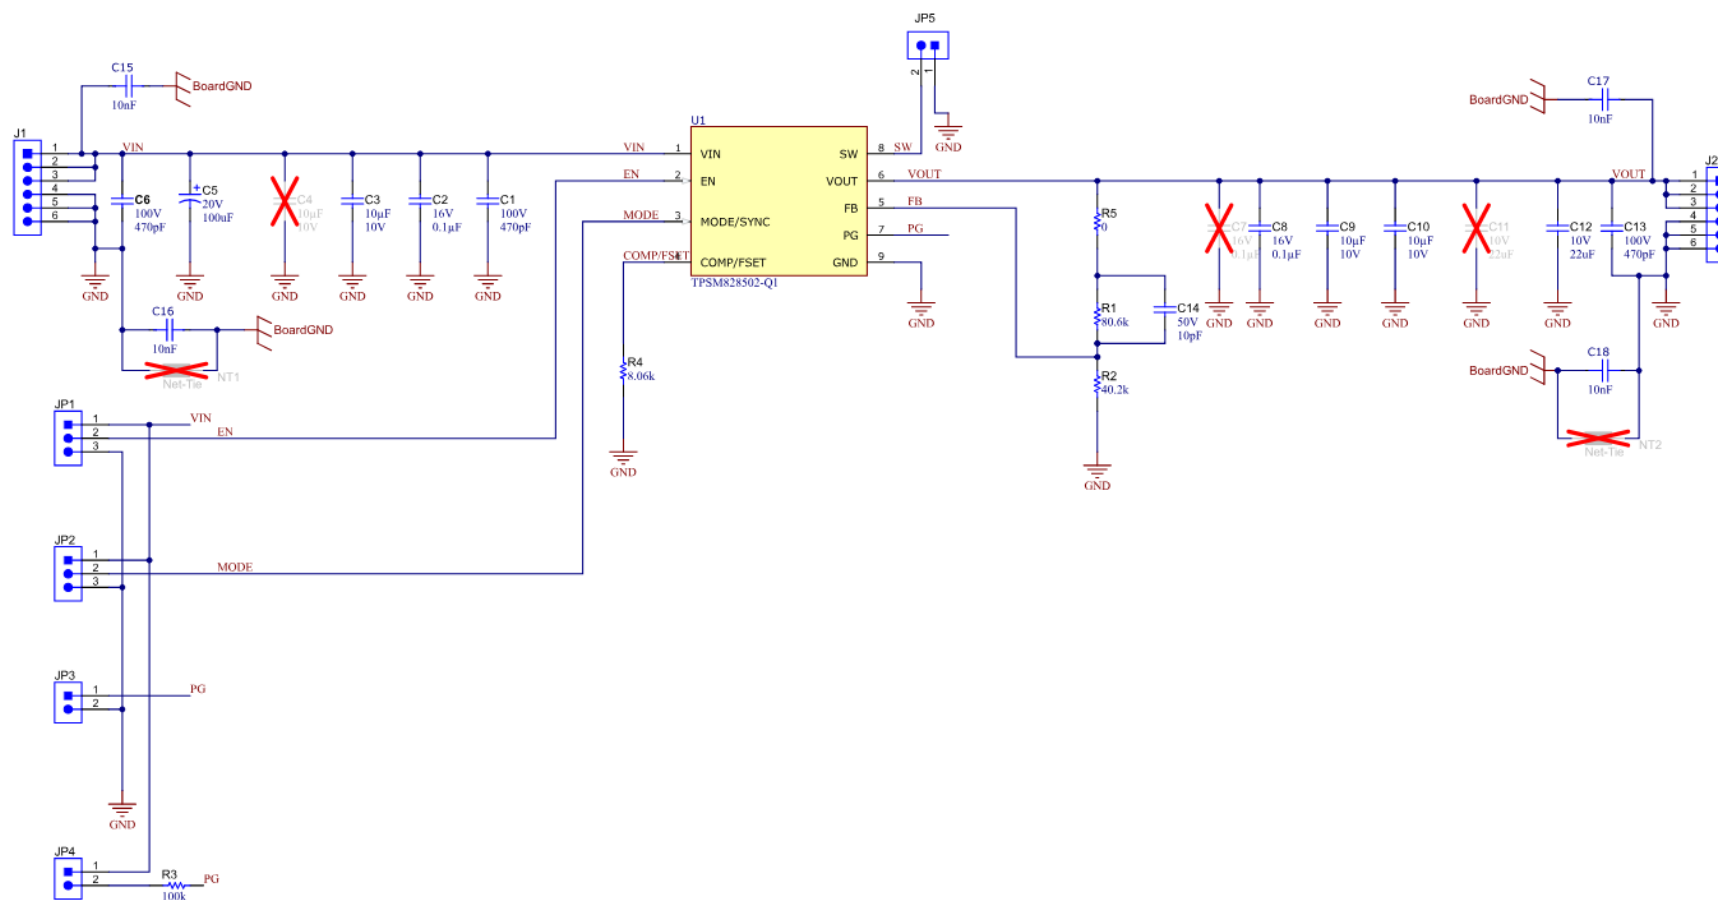 JP5
2
1
GND
C15
10nF
BoardGND
J1
1
2
3
4
5
6
VIN
C6
100V
470pF
C5
20V
100uF
C4
10µF
10V
C3
10µF
10V
C2
16V
0.1µF
C1
100V
470pF
GND
GND
GND
GND
GND
GND
C16
10nF
BoardGND
Net-Tie
NT1
U1
VIN
1
VIN
EN
2
EN
MODE
3
MODE/SYNC
COMP/FSET
4
COMP/FSET
SW
8
SW
VOUT
6
VOUT
FB
5
FB
PG
7
PG
GND
9
TPSM828502-Q1
GND
R4
8.06k
GND
R5
0
R1
80.6k
C14
50V
10pF
R2
40.2k
GND
BoardGND
C17
10nF
J2
VOUT
1
2
3
4
5
6
C7
16V
0.1µF
C8
16V
0.1µF
C9
10µF
10V
C10
10µF
10V
C11
10V
22uF
C12
10V
22uF
C13
100V
470pF
GND
GND
GND
GND
GND
GND
GND
BoardGND
C18
10nF
Net-Tie
NT2
JP1
1
2
3
VIN
EN
JP2
1
2
3
MODE
JP3
1
2
PG
GND
JP4
1
2
R3
100k
PG